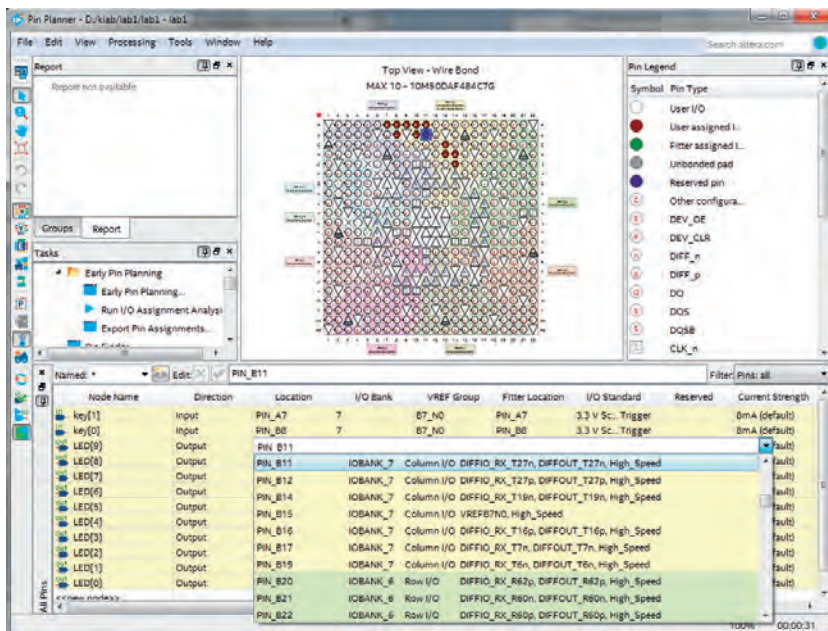 Pin Planner - D:/klab/lab1/lab1 - lab1
File Edit View Processing Tools Window Help
Search altera.com
Report
Report not available
Groups Report
Tasks
Early Pin Planning
Early Pin Planning...
Run I/O Assignment Analysi
Export Pin Assignments...
Top View - Wire Bond
MAX 10 - 10M50DAF484C7G
Pin Legend
Symbol Pin Type
User I/O
User assigned I...
Fitter assigned I...
Unbonded pad
Reserved pin
Other configura...
DEV_OE
DEV_CLR
DIFF_n
DIFF_p
DQ
DQS
DQSB
CLK_n
Named: * Edit: PIN_B11 Filter: Pins: all
Node Name Direction Location I/O Bank VREF Group Fitter Location I/O Standard Reserved Current Strength
key[1] Input PIN_A7 7 B7_N0 PIN_A7 3.3 V Sc... Trigger 8mA (default)
key[0] Input PIN_B8 7 B7_N0 PIN_B8 3.3 V Sc... Trigger 8mA (default)
LED[9] Output PIN_B11 fault)
LED[8] Output PIN_B11 IOBANK_7 Column I/O DIFFIO_RX_T27n, DIFFOUT_T27n, High_Speed fault)
LED[7] Output PIN_B12 IOBANK_7 Column I/O DIFFIO_RX_T27p, DIFFOUT_T27p, High_Speed fault)
LED[6] Output PIN_B14 IOBANK_7 Column I/O DIFFIO_RX_T19n, DIFFOUT_T19n, High_Speed fault)
LED[5] Output PIN_B15 IOBANK_7 Column I/O VREFB7N0, High_Speed fault)
LED[4] Output PIN_B16 IOBANK_7 Column I/O DIFFIO_RX_T16p, DIFFOUT_T16p, High_Speed fault)
LED[3] Output PIN_B17 IOBANK_7 Column I/O DIFFIO_RX_T7n, DIFFOUT_T7n, High_Speed fault)
LED[2] Output PIN_B19 IOBANK_7 Column I/O DIFFIO_RX_T6n, DIFFOUT_T6n, High_Speed fault)
LED[1] Output PIN_B20 IOBANK_6 Row I/O DIFFIO_RX_R62p, DIFFOUT_R62p, High_Speed fault)
LED[0] Output PIN_B21 IOBANK_6 Row I/O DIFFIO_RX_R60n, DIFFOUT_R60n, High_Speed fault)
<<new node>> PIN_B22 IOBANK_6 Row I/O DIFFIO_RX_R60p, DIFFOUT_R60p, High_Speed
All Pins
100% 00:00:31